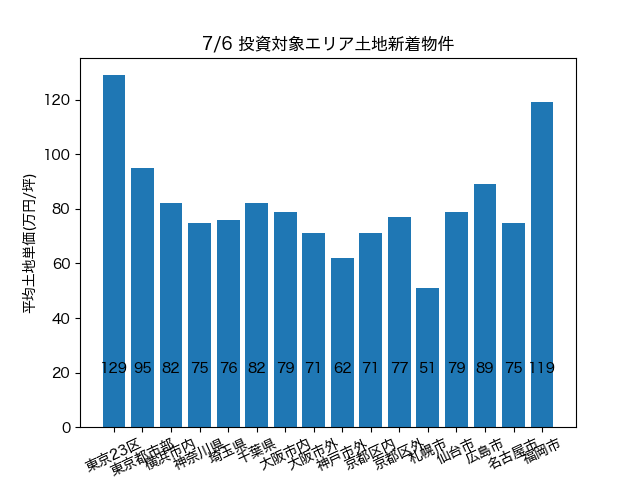 7/6 投資対象エリア土地新着物件
平均土地単価(万円/坪)
120
100
80
60
40
20
0
129 95 82 75 76 82 79 71 62 71 77 51 79 89 75 119
東京23区 東京都市部 横浜市内 神奈川県 埼玉県 千葉県 大阪市内 大阪市外 神戸市外 京都区内 京都区外 札幌市 仙台市 広島市 名古屋市 福岡市